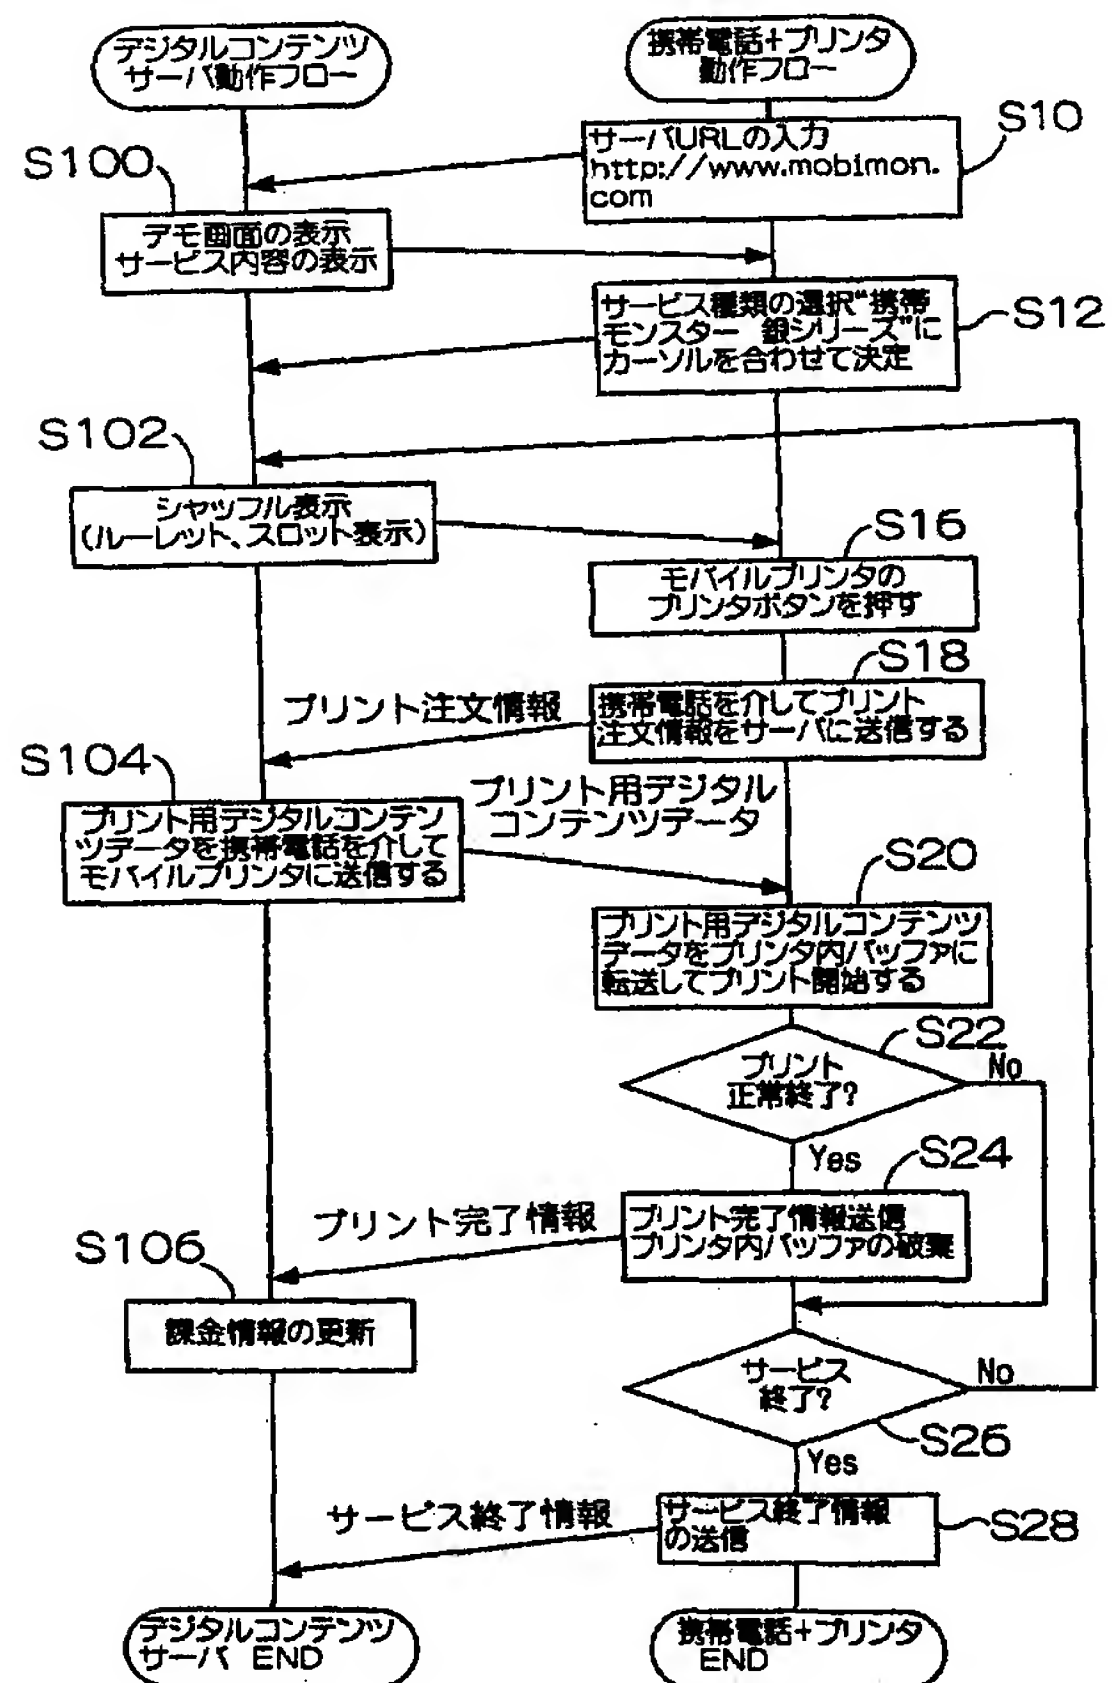 デジタルコンテンツ
サーバ動作フロー
携帯電話+プリンタ
動作フロー
S10
サーバURLの入力
http://www.mobimon.
com
S100
デモ画面の表示
サービス内容の表示
S12
サービス種類の選択“携帯
モンスター 銀シリーズ”に
カーソルを合わせて決定
S102
シャッフル表示
(ルーレット、スロット表示)
S16
モバイルプリンタの
プリンタボタンを押す
S18
プリント注文情報
携帯電話を介してプリント
注文情報をサーバに送信する
S104
プリント用デジタルコンテン
ツデータを携帯電話を介して
モバイルプリンタに送信する
プリント用デジタル
コンテンツデータ
S20
プリント用デジタルコンテンツ
データをプリンタ内バッファに
転送してプリント開始する
S22
プリント
正常終了?
No
Yes
S24
プリント完了情報
プリント完了情報送信
プリンタ内バッファの破棄
S106
課金情報の更新
サービス
終了?
No
S26
Yes
サービス終了情報
サービス終了情報
の送信
S28
デジタルコンテンツ
サーバ END
携帯電話+プリンタ
END